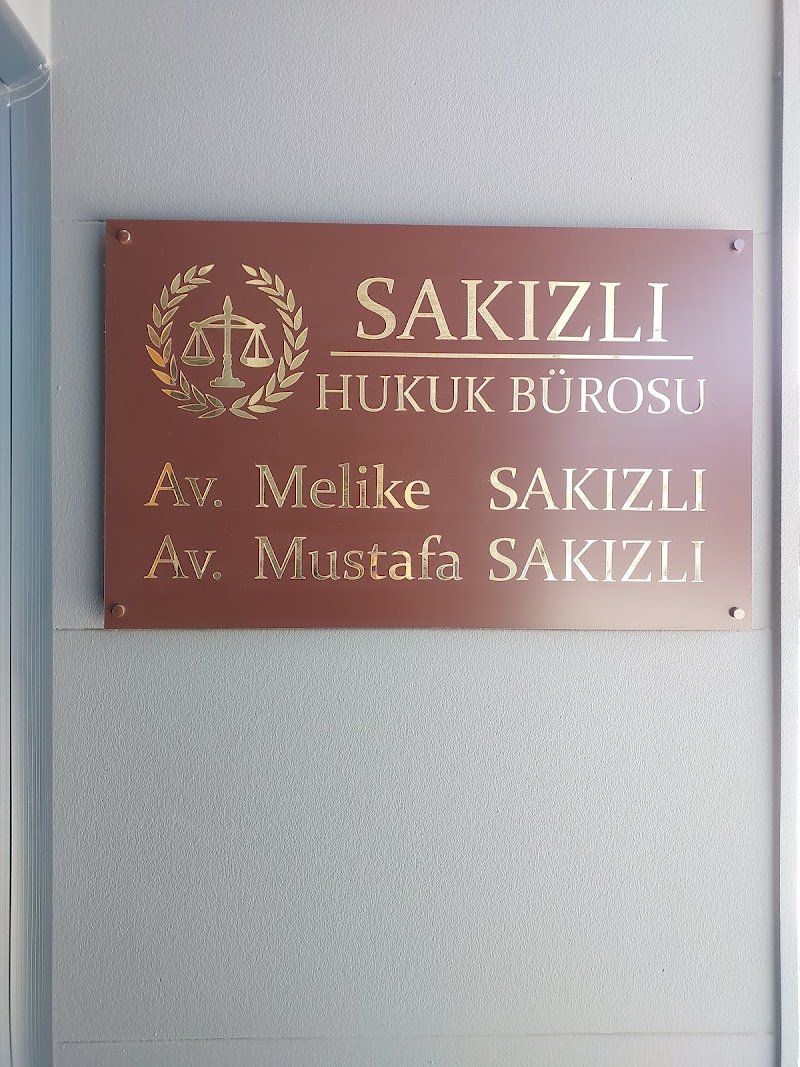 SAKIZLI
HUKUK BÜROSU
Av. Melike SAKIZLI
Av. Mustafa SAKIZLI